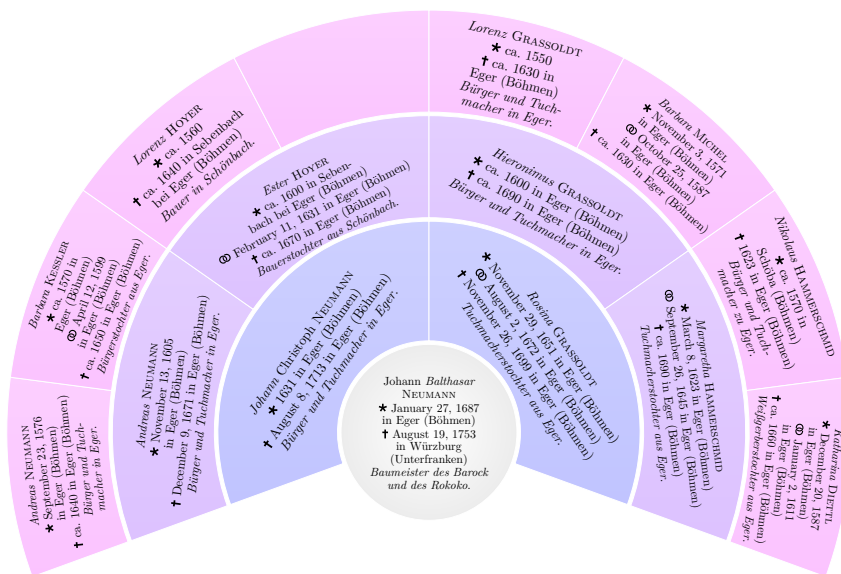 Lorenz GRASSOLDT
* ca. 1550
† ca. 1630 in
Eger (Böhmen)
Bürger und Tuch-
macher in Eger.
Barbara MICHEL
* November 3, 1571
in Eger (Böhmen)
⚭ October 25, 1587
in Eger (Böhmen)
† ca. 1630 in Eger (Böhmen)
Lorenz HOYER
* ca. 1560
† ca. 1640 in Sebenbach
bei Eger (Böhmen)
Bauer in Schönbach.
Ester HOYER
* ca. 1600 in Seben-
bach bei Eger (Böhmen)
⚭ February 11, 1631 in Eger (Böhmen)
† ca. 1670 in Eger (Böhmen)
Bauerstochter aus Schönbach.
Hieronimus GRASSOLDT
* ca. 1600 in Eger (Böhmen)
† ca. 1690 in Eger (Böhmen)
Bürger und Tuchmacher in Eger.
Barbara KESSLER
* ca. 1570 in
Eger (Böhmen)
⚭ April 12, 1599
in Eger (Böhmen)
† ca. 1650 in Eger (Böhmen)
Bürgerstochter aus Eger.
Nikolaus HAMMERSCHMID
* ca. 1570 in
Schöba (Böhmen)
† 1623 in Eger (Böhmen)
Bürger und Tuch-
macher zu Eger.
Johann Christoph NEUMANN
* 1631 in Eger (Böhmen)
† August 8, 1713 in Eger (Böhmen)
Bürger und Tuchmacher in Eger.
Rosina GRASSOLDT
* November 29, 1651 in Eger (Böhmen)
⚭ August 2, 1672 in Eger (Böhmen)
† November 26, 1699 in Eger (Böhmen)
Tuchmacherstochter aus Eger.
Andreas NEUMANN
* November 13, 1605
in Eger (Böhmen)
† December 9, 1671 in Eger (Böhmen)
Bürger und Tuchmacher in Eger.
Margaretha HAMMERSCHMID
* March 8, 1623 in Eger (Böhmen)
⚭ September 26, 1645 in Eger (Böhmen)
† ca. 1690 in Eger (Böhmen)
Tuchmacherstochter aus Eger.
Andreas NEUMANN
* September 23, 1576
in Eger (Böhmen)
† ca. 1640 in Eger (Böhmen)
Bürger und Tuch-
macher in Eger.
Johann Balthasar
NEUMANN
* January 27, 1687
in Eger (Böhmen)
† August 19, 1753
in Würzburg
(Unterfranken)
Baumeister des Barock
und des Rokoko.
Katharina DIETTL
* December 20, 1587
in Eger (Böhmen)
⚭ January 2, 1611
in Eger (Böhmen)
† ca. 1660 in Eger (Böhmen)
Weißgerberstochter aus Eger.